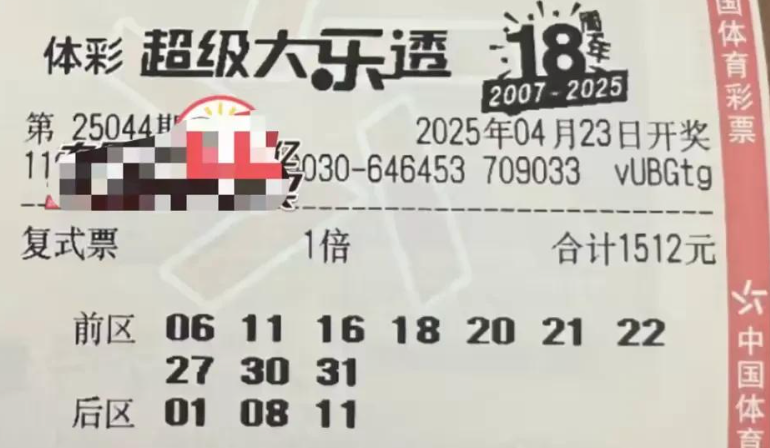 体彩 超级大乐透 18周年
2007-2025
第 25044期 2025年04月23日开奖
11 030-646453 709033 vUBGtg
复式票 1倍 合计1512元
前区 06 11 16 18 20 21 22
27 30 31
后区 01 08 11
国体育彩票
中国体育